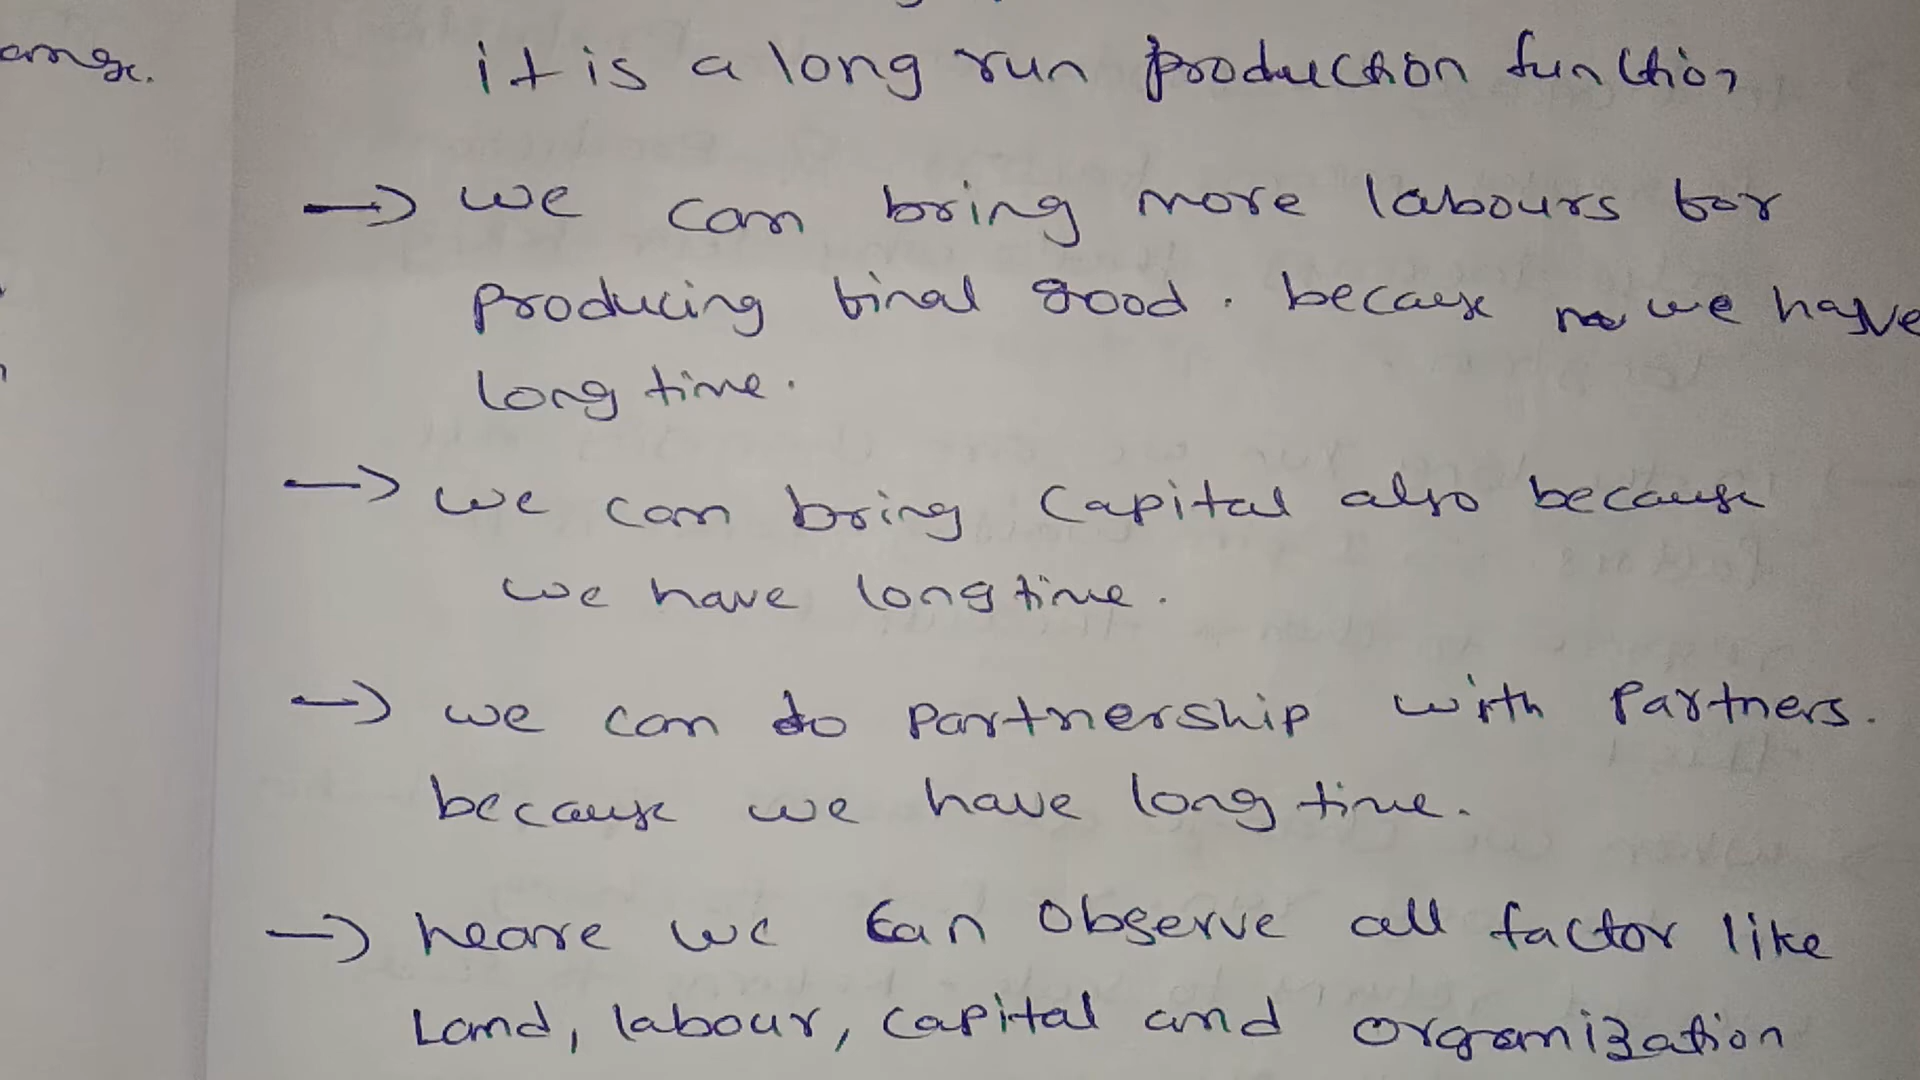 it is a long run production function
→ we can bring more labours for
producing final good. because we have
long time.
→ we can bring capital also because
we have long time.
→ we can do partnership with partners.
because we have long time.
→ heare we can observe all factor like
Land, labour, capital and organization